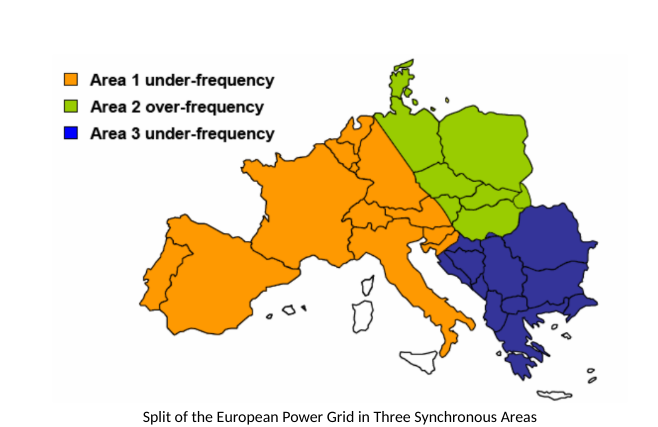 Area 1 under-frequency
Area 2 over-frequency
Area 3 under-frequency
Split of the European Power Grid in Three Synchronous Areas